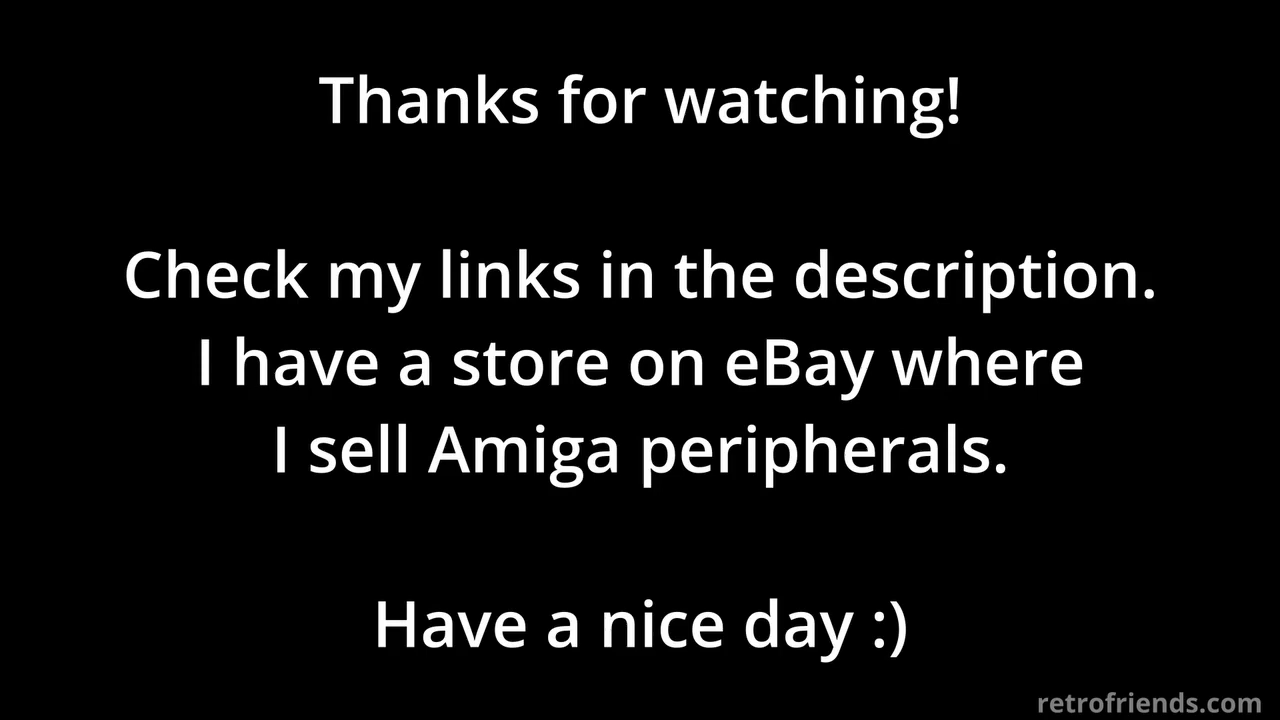 Thanks for watching!
Check my links in the description.
I have a store on eBay where
I sell Amiga peripherals.
Have a nice day :)
retrofriends.com